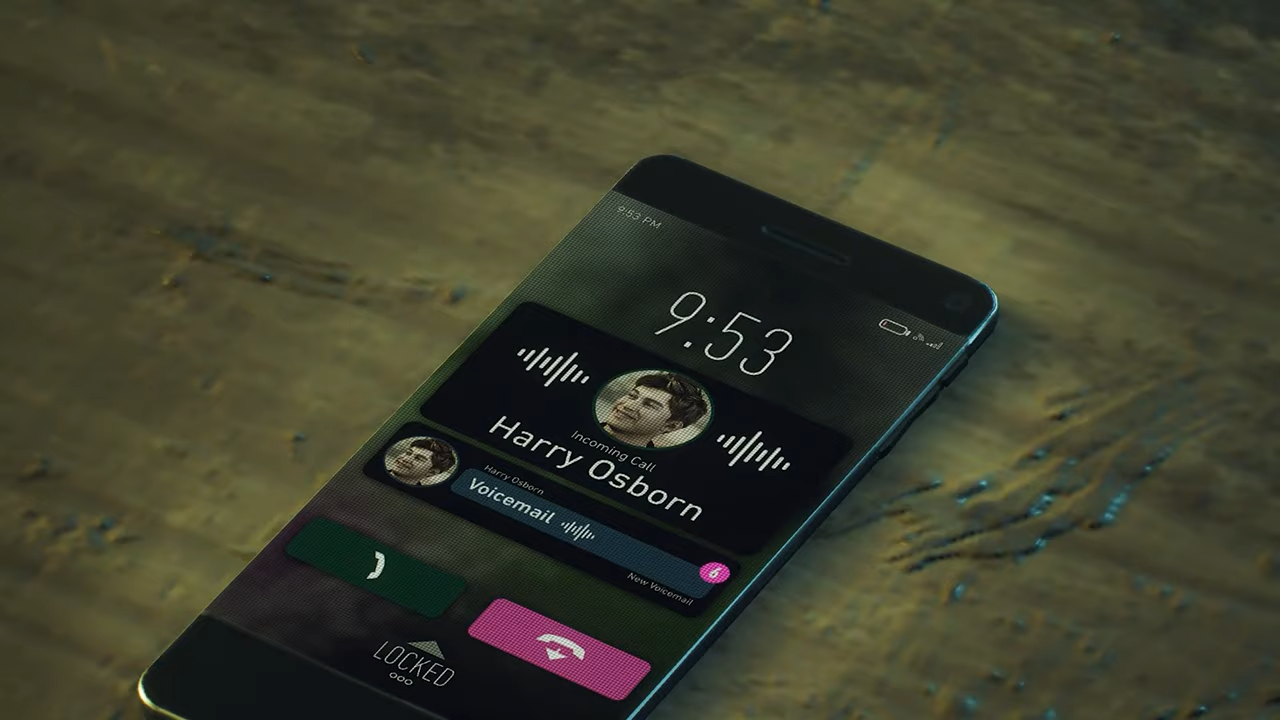 9:53 PM
9:53
Incoming Call
Harry Osborn
Harry Osborn
Voicemail
6
New Voicemail
LOCKED